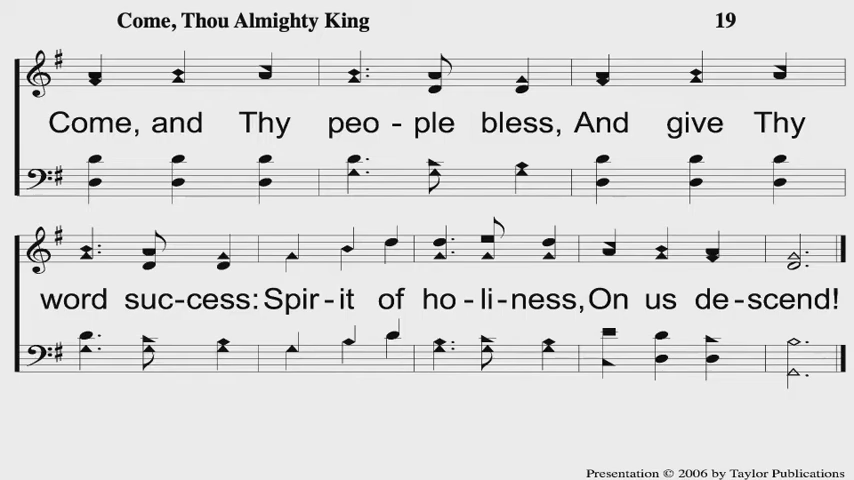 Come, Thou Almighty King 19
Come, and Thy peo - ple bless, And give Thy
word suc-cess: Spir-it of ho-li-ness, On us de-scend!
Presentation © 2006 by Taylor Publications